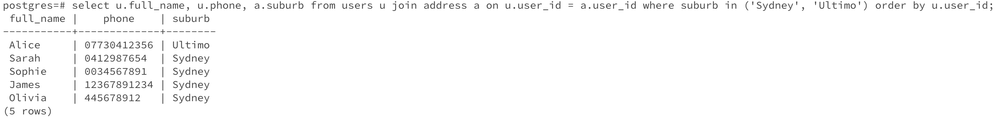 postgres=# select u.full_name, u.phone, a.suburb from users u join address a on u.user_id = a.user_id where suburb in ('Sydney', 'Ultimo') order by u.user_id;
 full_name |    phone    | suburb
-----------+-------------+--------
 Alice     | 07730412356 | Ultimo
 Sarah     | 0412987654  | Sydney
 Sophie    | 0034567891  | Sydney
 James     | 12367891234 | Sydney
 Olivia    | 445678912   | Sydney
(5 rows)